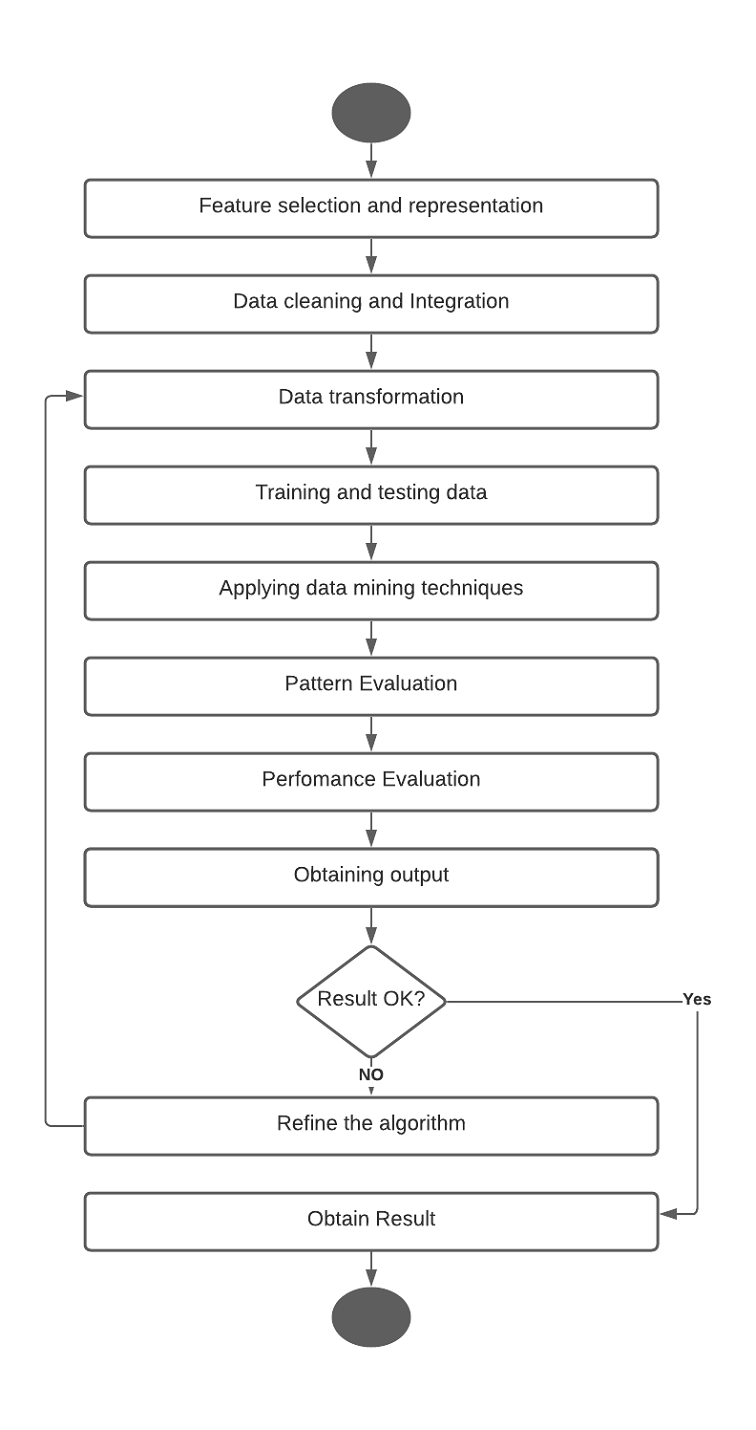 Feature selection and representation
Data cleaning and Integration
Data transformation
Training and testing data
Applying data mining techniques
Pattern Evaluation
Perfomance Evaluation
Obtaining output
Result OK?
Yes
NO
Refine the algorithm
Obtain Result